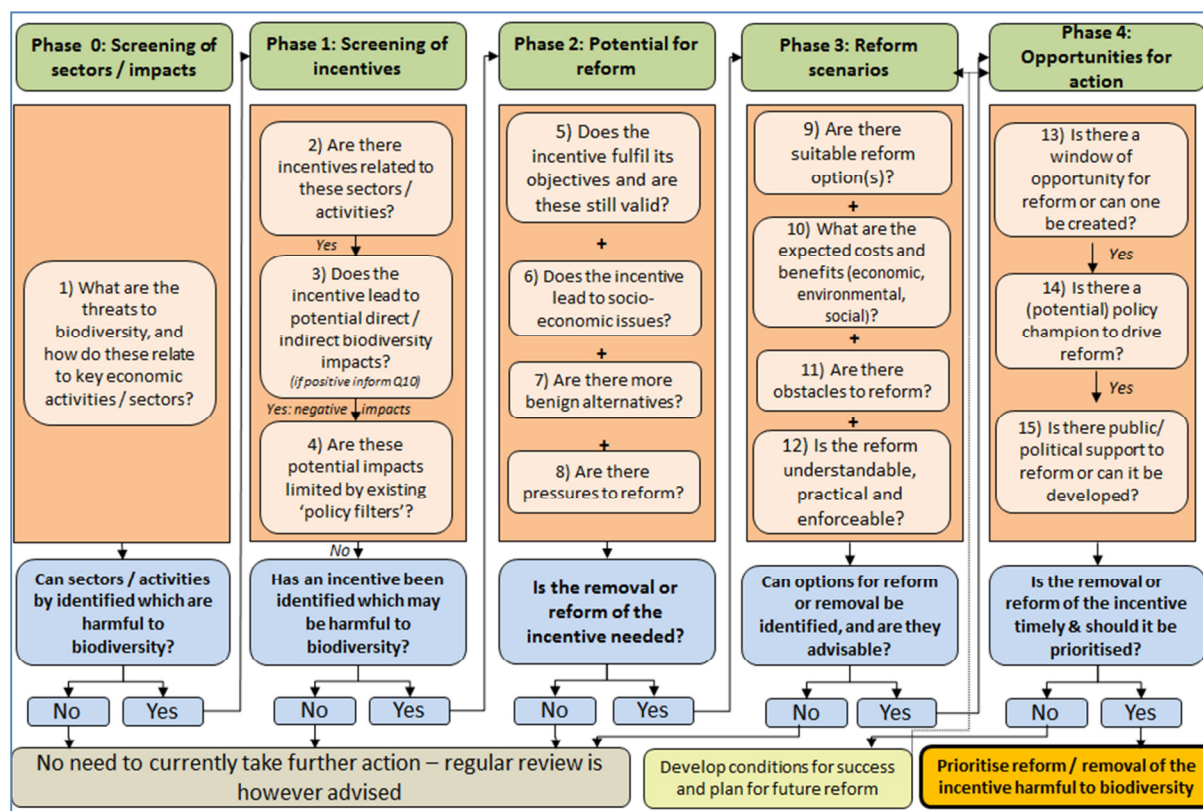 Phase 0: Screening of
sectors / impacts
1) What are the
threats to
biodiversity, and
how do these relate
to key economic
activities / sectors?
Can sectors / activities
by identified which are
harmful to
biodiversity?
No
Yes
Phase 1: Screening of
incentives
2) Are there
incentives related to
these sectors /
activities?
Yes
3) Does the
incentive lead to
potential direct /
indirect biodiversity
impacts?
(if positive inform Q10)
Yes: negative impacts
4) Are these
potential impacts
limited by existing
‘policy filters’?
No
Has an incentive been
identified which may
be harmful to
biodiversity?
No
Yes
Phase 2: Potential for
reform
5) Does the
incentive fulfil its
objectives and are
these still valid?
+
6) Does the incentive
lead to socio-
economic issues?
+
7) Are there more
benign alternatives?
+
8) Are there
pressures to reform?
Is the removal or
reform of the
incentive needed?
No
Yes
Phase 3: Reform
scenarios
9) Are there
suitable reform
option(s)?
+
10) What are the
expected costs and
benefits (economic,
environmental,
social)?
+
11) Are there
obstacles to reform?
+
12) Is the reform
understandable,
practical and
enforceable?
Can options for reform
or removal be
identified, and are they
advisable?
No
Yes
Phase 4:
Opportunities for
action
13) Is there a
window of
opportunity for
reform or can one
be created?
Yes
14) Is there a
(potential) policy
champion to drive
reform?
Yes
15) Is there public/
political support to
reform or can it be
developed?
Is the removal or
reform of the incentive
timely & should it be
prioritised?
No
Yes
No need to currently take further action – regular review is
however advised
Develop conditions for success
and plan for future reform
Prioritise reform / removal of the
incentive harmful to biodiversity